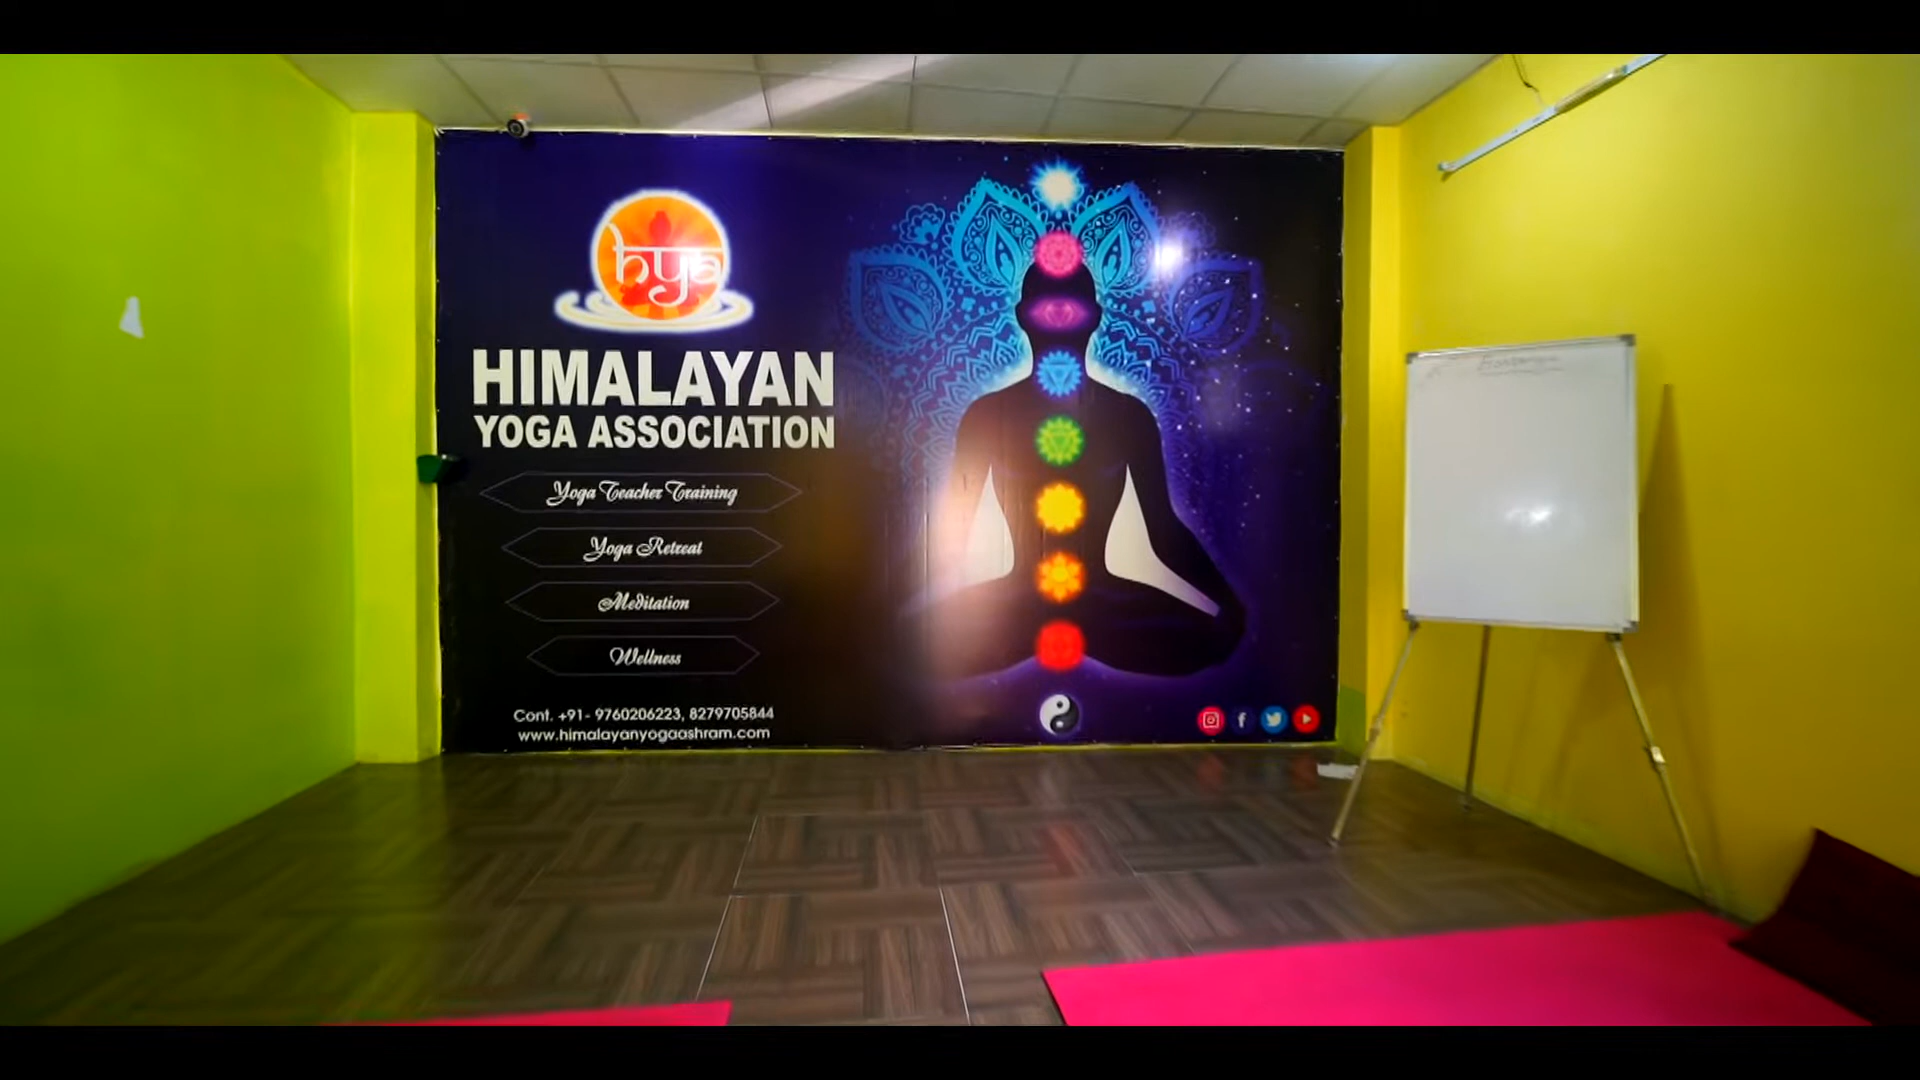 hya
HIMALAYAN
YOGA ASSOCIATION
Yoga Teacher Training
Yoga Retreat
Meditation
Wellness
Cont. +91- 9760206223, 8279705844
www.himalayanyogaashram.com